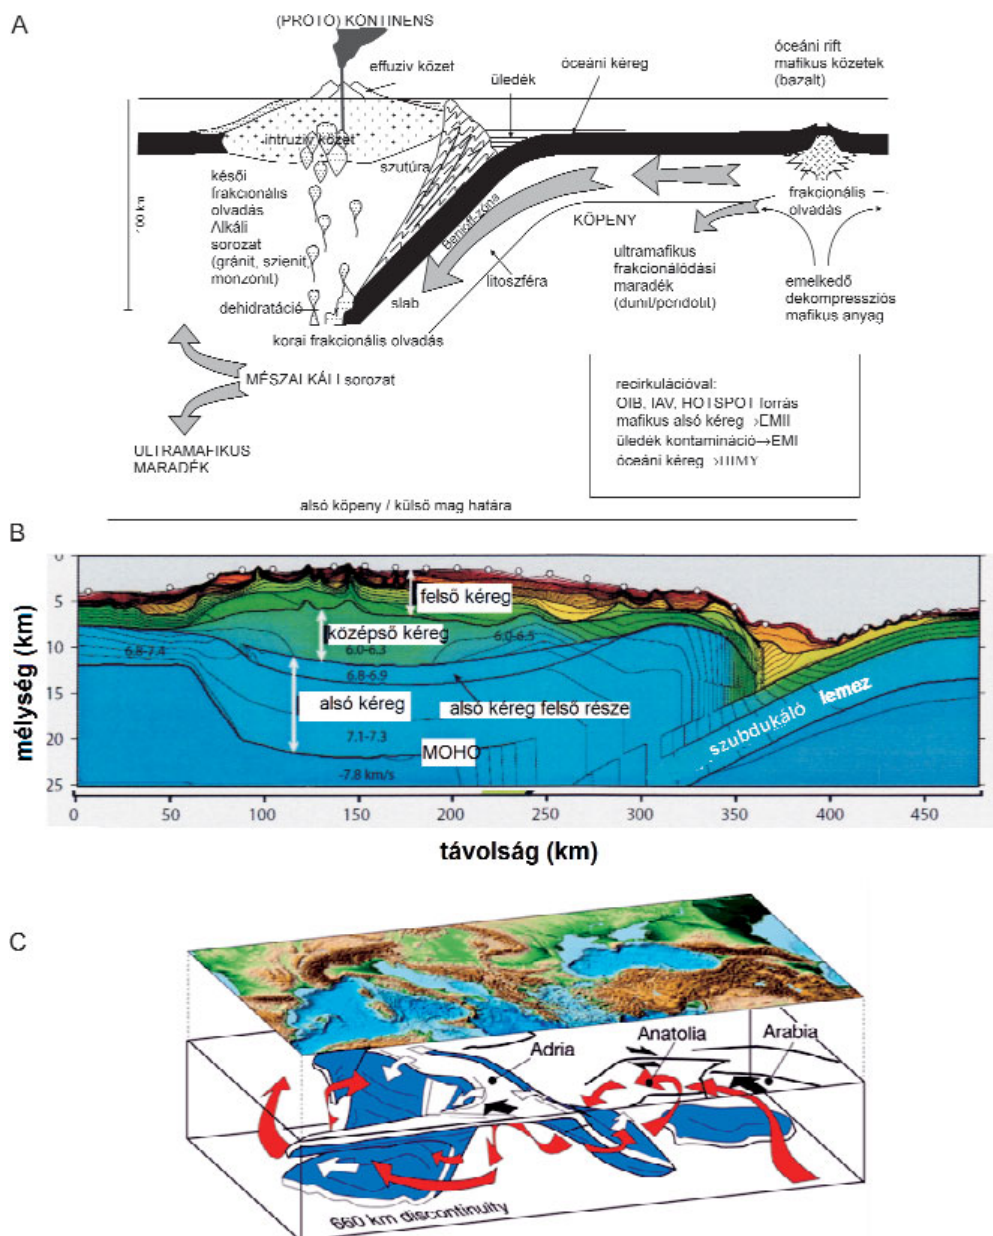 A
(PROTO) KONTINENS
effuziv kőzet
üledék
óceáni kéreg
óceáni rift
mafikus kőzetek
(bazalt)
intruziv kőzet
szutúra
100 km
késői
frakcionális
olvadás
Alkáli
sorozat
(gránit, szienit,
monzonit)
Benioff-zóna
KÖPENY
frakcionális
olvadás
litoszféra
ultramafikus
frakcionálódási
maradék
(dunit/peridotit)
emelkedő
dekompressziós
mafikus anyag
dehidratáció
slab
korai frakcionális olvadás
MÉSZALKÁLI sorozat
ULTRAMAFIKUS
MARADÉK
recirkulációval:
OIB, IAV, HOTSPOT forrás
mafikus alsó kéreg →EMII
üledék kontamináció→EMI
óceáni kéreg →HIMY
alsó köpeny / külső mag határa
B
mélység (km)
0
5
10
15
20
25
felső kéreg
középső kéreg
6.0-6.5
6.0-6.3
6.8-7.4
6.8-6.9
alsó kéreg
alsó kéreg felső része
7.1-7.3
MOHO
-7.8 km/s
szubdukáló lemez
0 50 100 150 200 250 300 350 400 450
távolság (km)
C
Adria
Anatolia
Arabia
660 km discontinuity